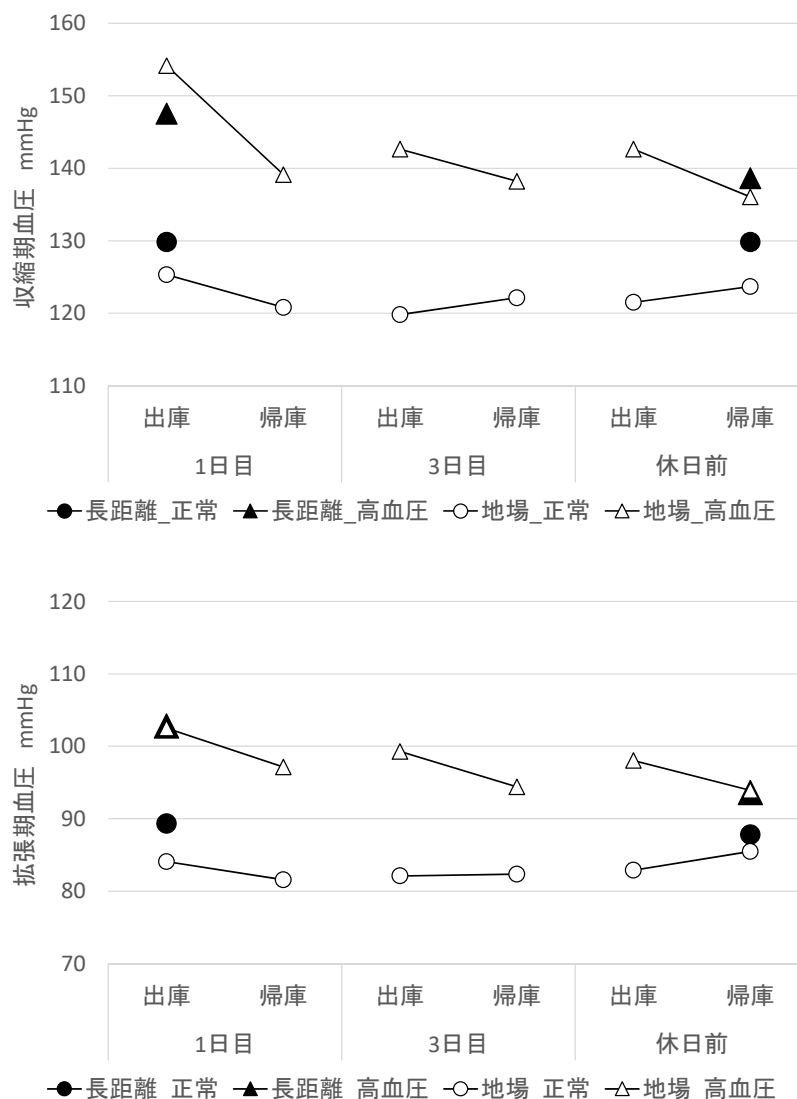 160
150
140
130
120
110
収縮期血圧 mmHg
出庫 帰庫 出庫 帰庫 出庫 帰庫
1日目 3日目 休日前
長距離_正常 長距離_高血圧 地場_正常 地場_高血圧
120
110
100
90
80
70
拡張期血圧 mmHg
出庫 帰庫 出庫 帰庫 出庫 帰庫
1日目 3日目 休日前
長距離 正常 長距離 高血圧 地場 正常 地場 高血圧